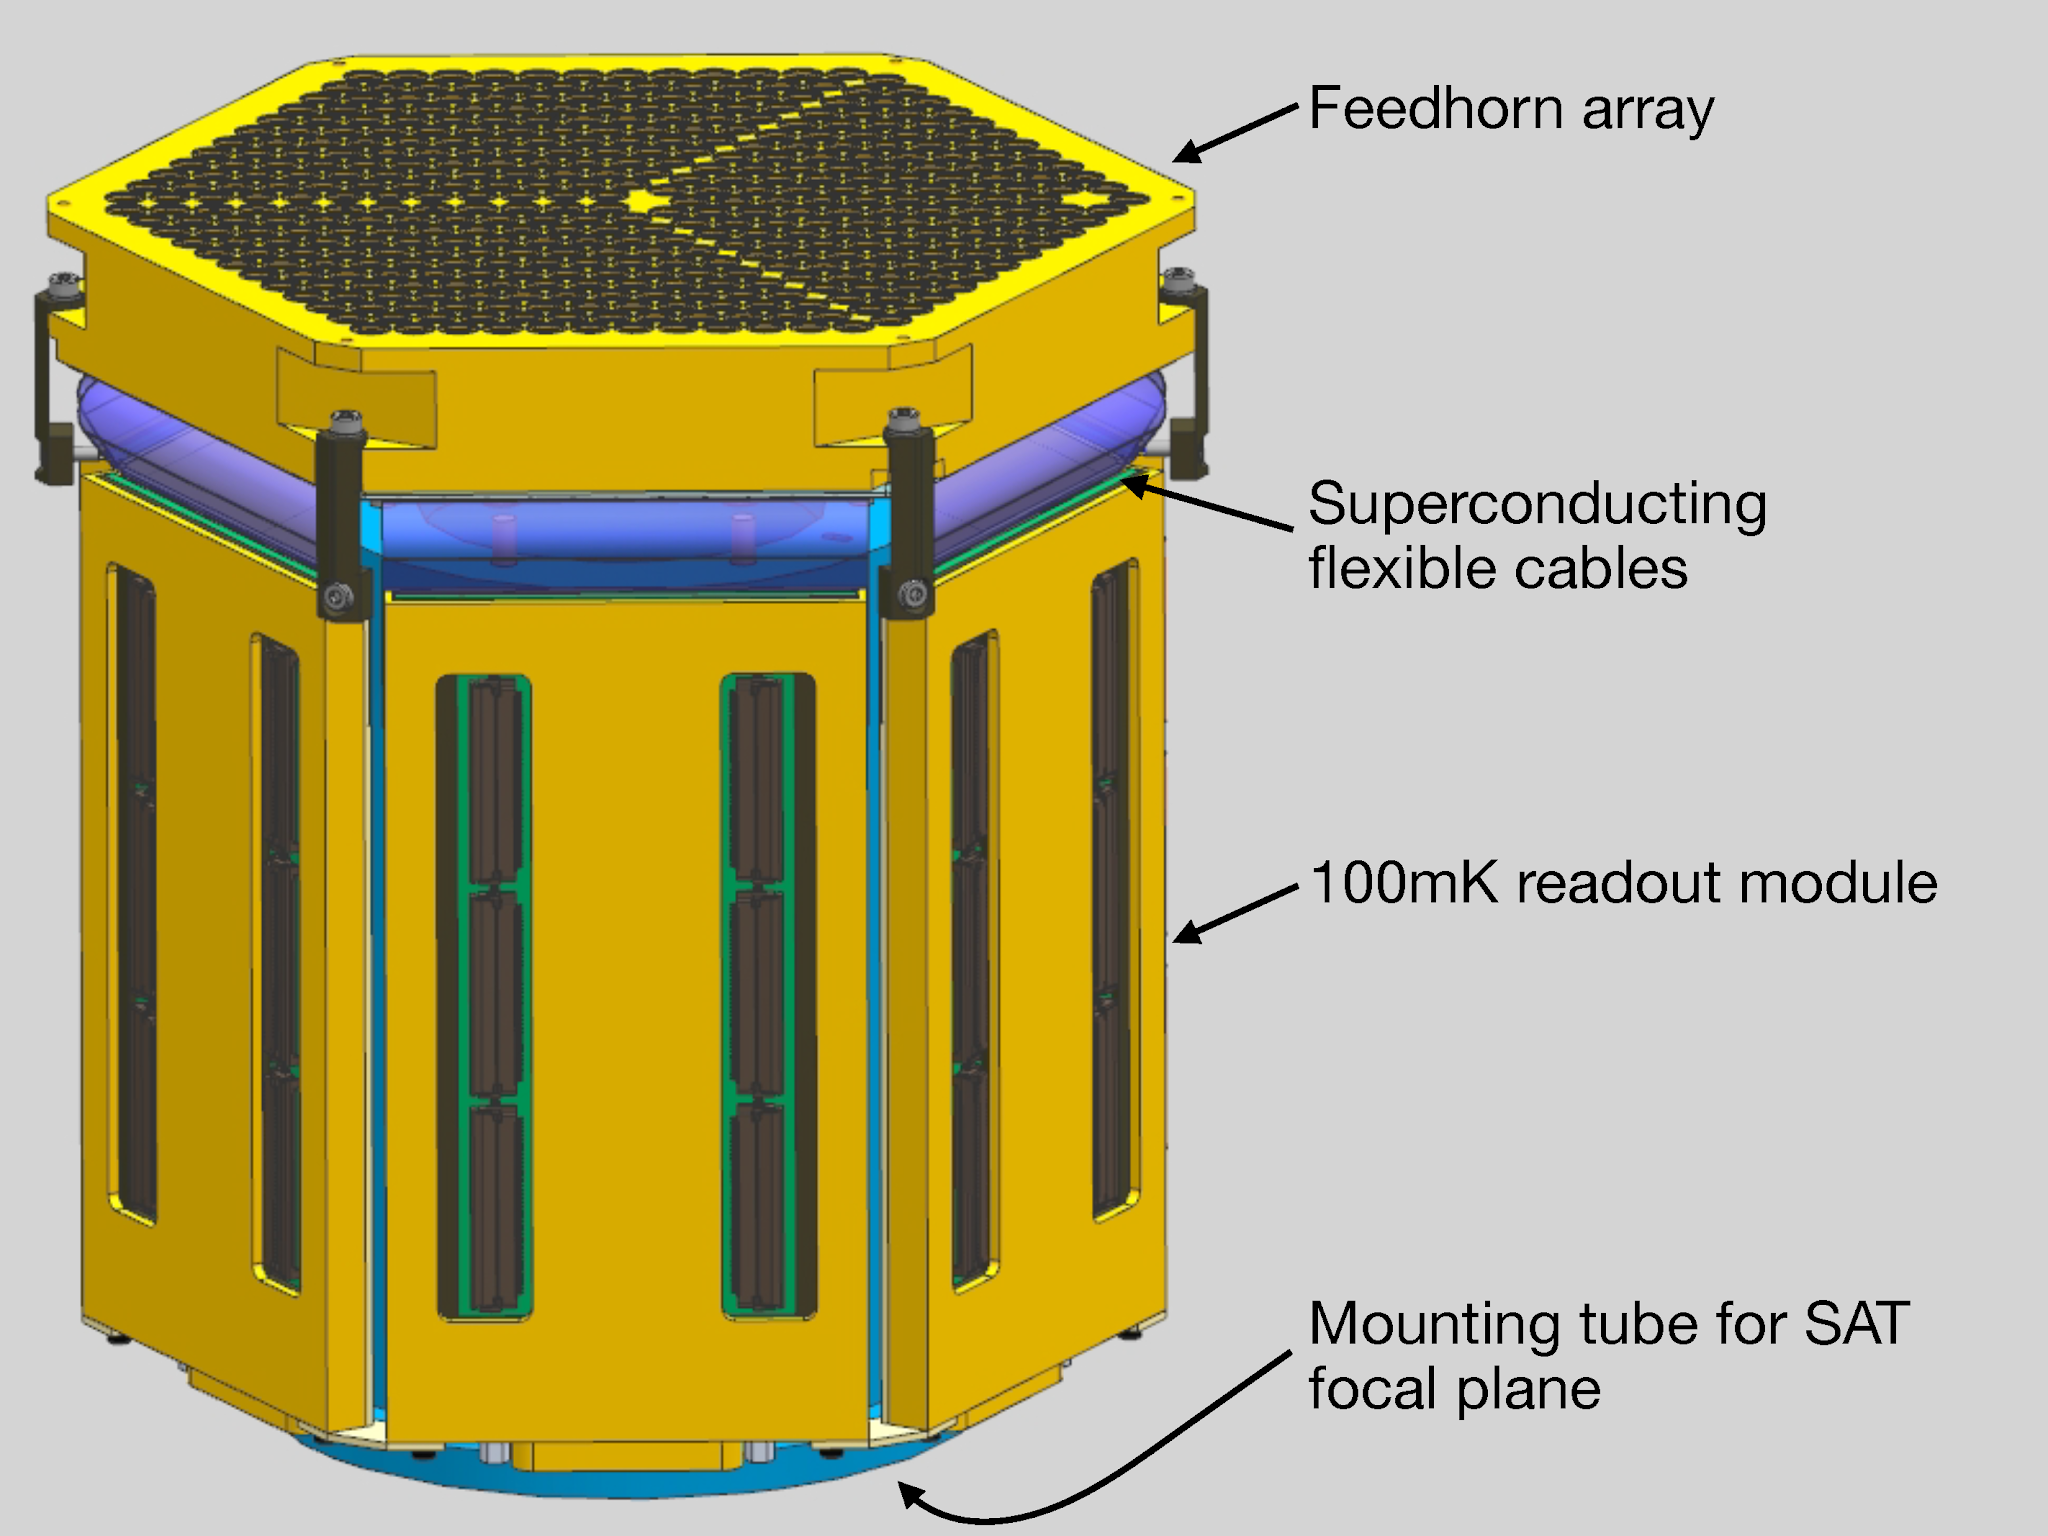 Feedhorn array
Superconducting
flexible cables
100mK readout module
Mounting tube for SAT
focal plane